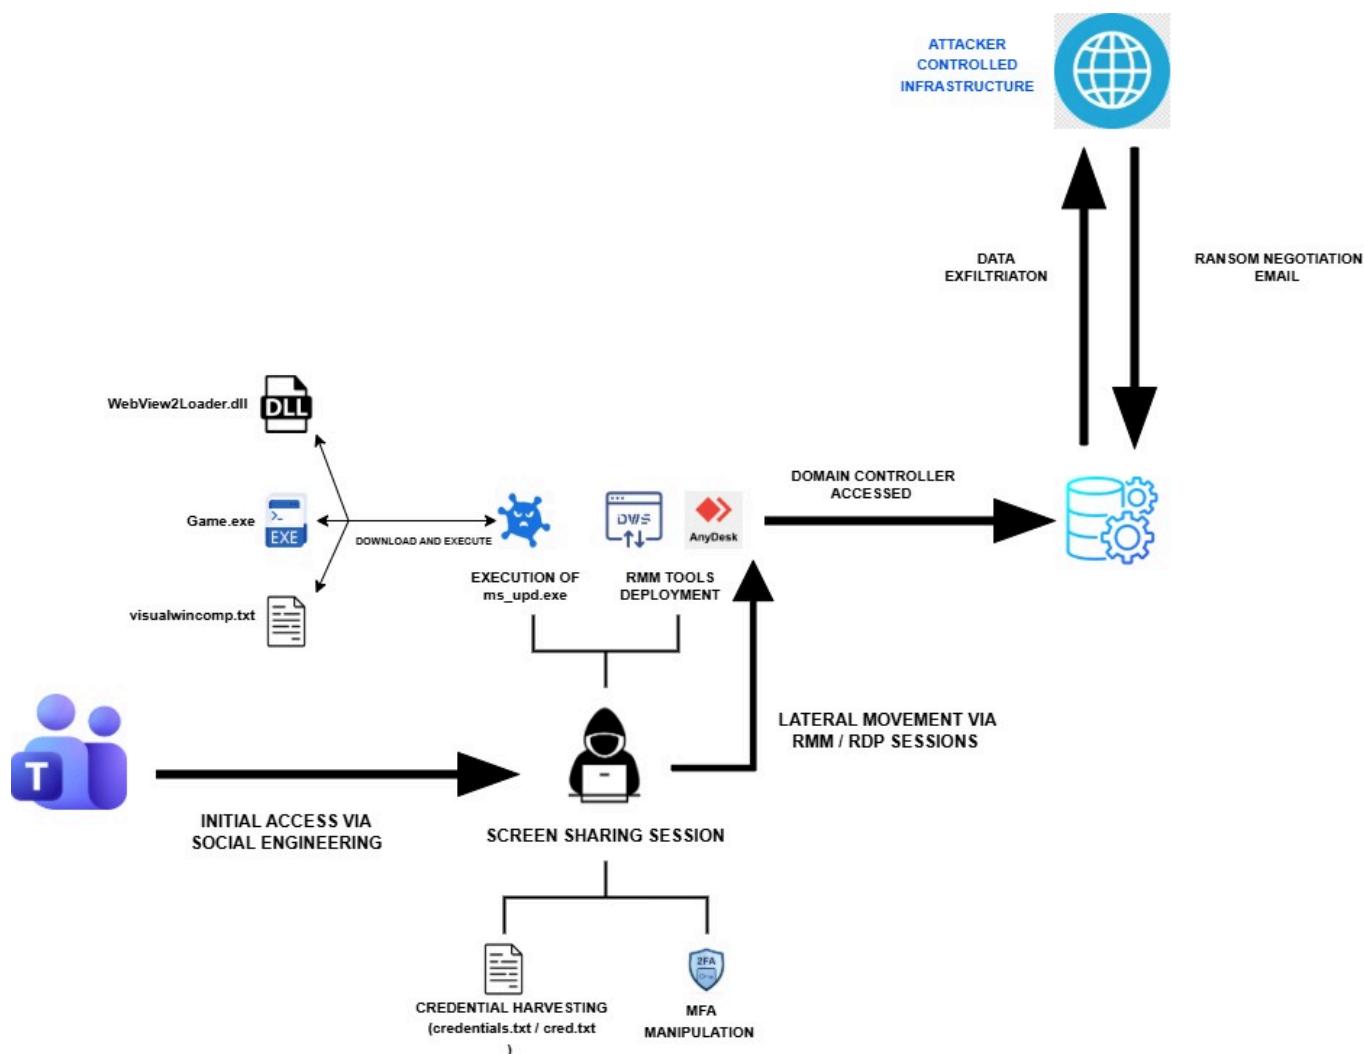 ATTACKER
CONTROLLED
INFRASTRUCTURE
DATA
EXFILTRIATON
RANSOM NEGOTIATION
EMAIL
WebView2Loader.dll
DLL
Game.exe
EXE
DOWNLOAD AND EXECUTE
visualwincomp.txt
DWS
AnyDesk
EXECUTION OF
ms_upd.exe
RMM TOOLS
DEPLOYMENT
DOMAIN CONTROLLER
ACCESSED
T
INITIAL ACCESS VIA
SOCIAL ENGINEERING
SCREEN SHARING SESSION
LATERAL MOVEMENT VIA
RMM / RDP SESSIONS
CREDENTIAL HARVESTING
(credentials.txt / cred.txt
)
2FA
MFA
MANIPULATION